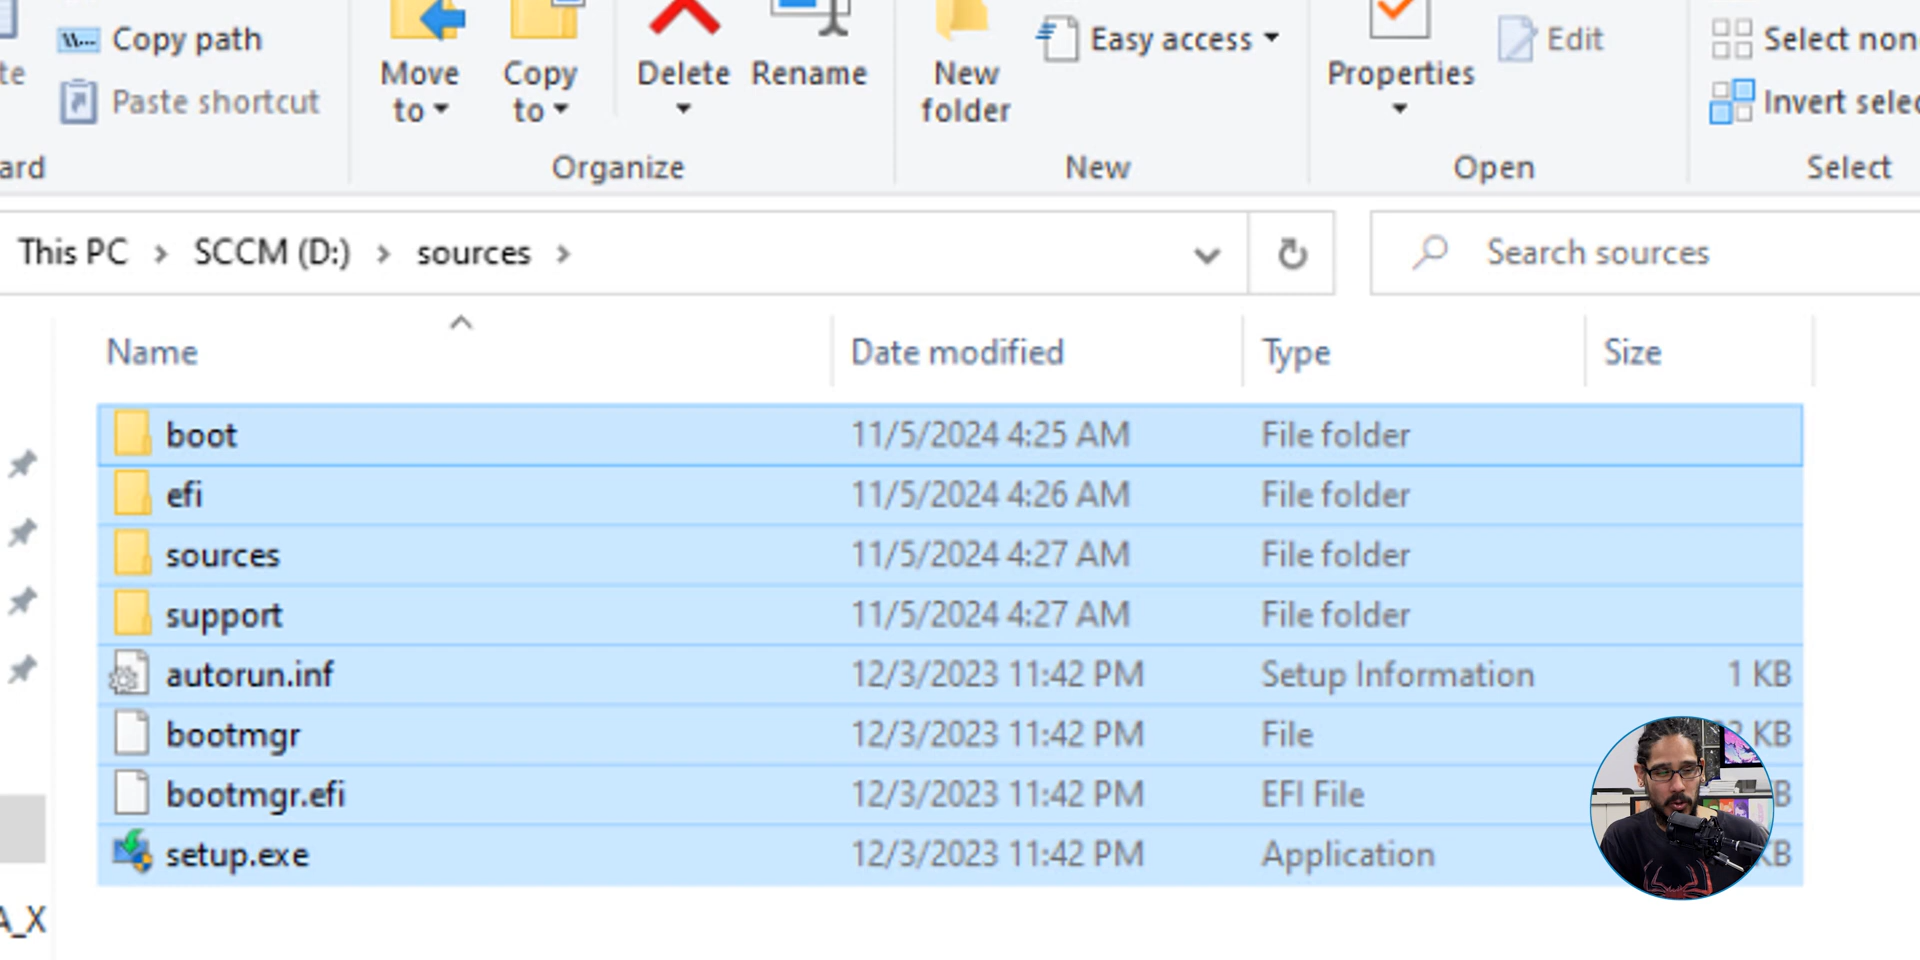 Copy path
Paste shortcut
Move to
Copy to
Delete
Rename
Organize
New folder
Easy access
New
Properties
Edit
Open
Select
Invert
Select
This PC > SCCM (D:) > sources >
Search sources
Name Date modified Type Size
boot 11/5/2024 4:25 AM File folder
efi 11/5/2024 4:26 AM File folder
sources 11/5/2024 4:27 AM File folder
support 11/5/2024 4:27 AM File folder
autorun.inf 12/3/2023 11:42 PM Setup Information 1 KB
bootmgr 12/3/2023 11:42 PM File KB
bootmgr.efi 12/3/2023 11:42 PM EFI File
setup.exe 12/3/2023 11:42 PM Application KB
A_X